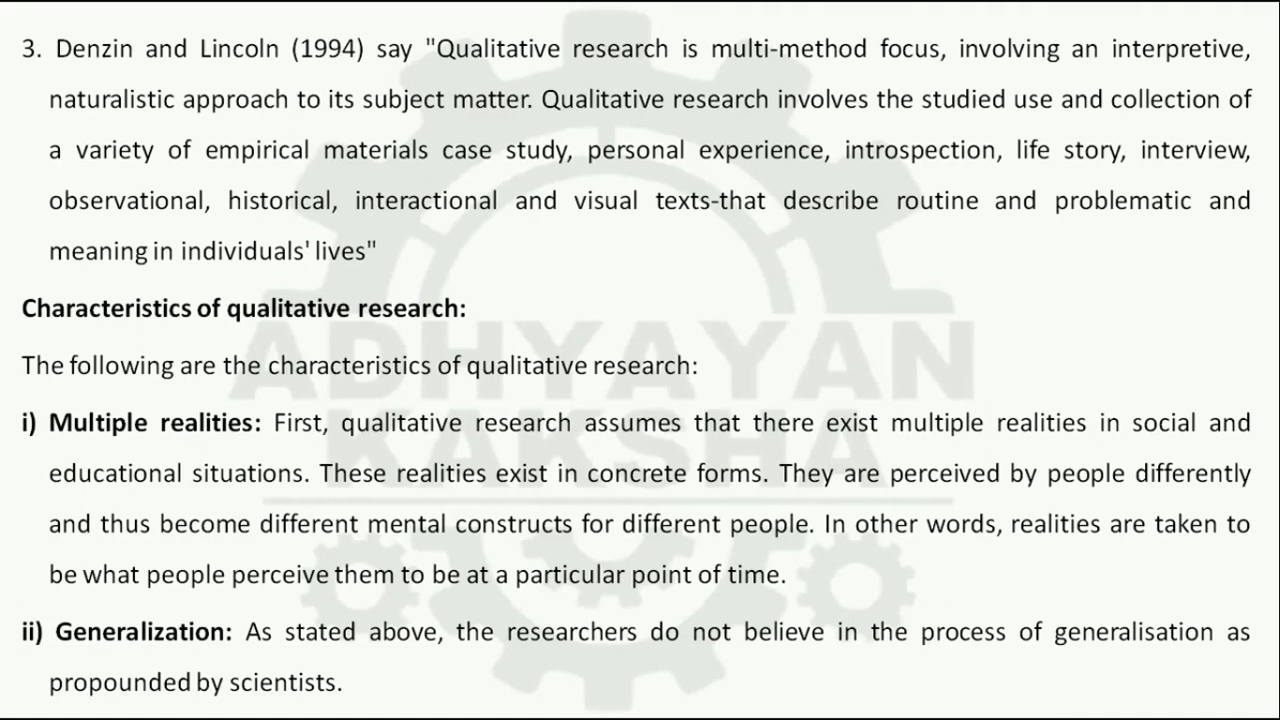 3. Denzin and Lincoln (1994) say "Qualitative research is multi-method focus, involving an interpretive,
naturalistic approach to its subject matter. Qualitative research involves the studied use and collection of
a variety of empirical materials case study, personal experience, introspection, life story, interview,
observational, historical, interactional and visual texts-that describe routine and problematic and
meaning in individuals' lives"
Characteristics of qualitative research:
The following are the characteristics of qualitative research:
i) Multiple realities: First, qualitative research assumes that there exist multiple realities in social and
educational situations. These realities exist in concrete forms. They are perceived by people differently
and thus become different mental constructs for different people. In other words, realities are taken to
be what people perceive them to be at a particular point of time.
ii) Generalization: As stated above, the researchers do not believe in the process of generalisation as
propounded by scientists.
ADHYAYAN
KAKSHA